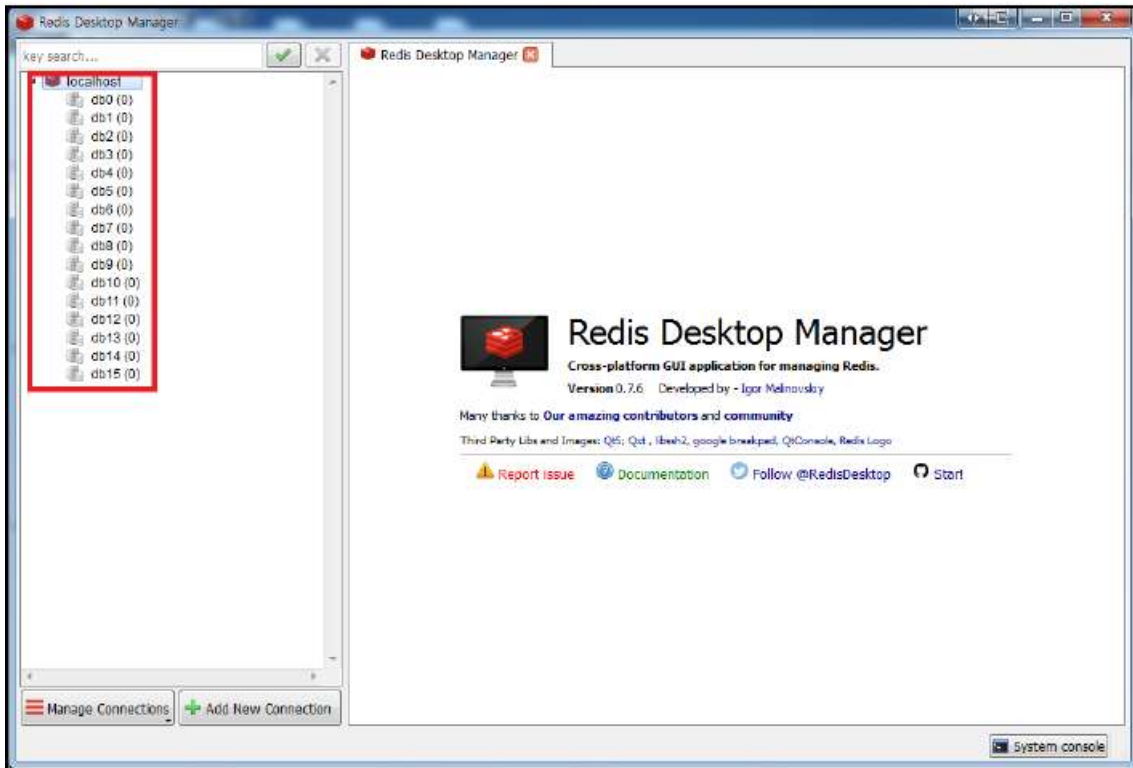 Redis Desktop Manager
key search...
Redis Desktop Manager
localhost
db0 (0)
db1 (0)
db2 (0)
db3 (0)
db4 (0)
db5 (0)
db6 (0)
db7 (0)
db8 (0)
db9 (0)
db10 (0)
db11 (0)
db12 (0)
db13 (0)
db14 (0)
db15 (0)
Redis Desktop Manager
Cross-platform GUI application for managing Redis.
Version 0.7.6 Developed by - Igor Malinovskiy
Many thanks to Our amazing contributors and community
Third Party Libs and Images: Qt5; Qxt , libssh2, google breakpad, QtConsole, Redis Logo
Report issue Documentation Follow @RedisDesktop Star!
Manage Connections Add New Connection
System console